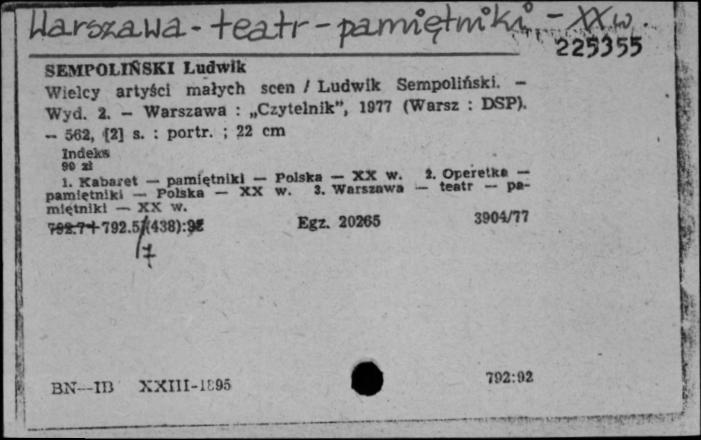 Warszawa - teatr - pamiętniki - XX w.
225355
SEMPOLIŃSKI Ludwik
Wielcy artyści małych scen / Ludwik Sempoliński. –
Wyd. 2. – Warszawa : „Czytelnik”, 1977 (Warsz : DSP).
– 562, [2] s. : portr. ; 22 cm
Indeks
90 zł
1. Kabaret — pamiętniki — Polska — XX w. 2. Operetka —
pamiętniki — Polska — XX w. 3. Warszawa — teatr — pa-
miętniki — XX w.
792.7+792.5/(438):92 Egz. 20265 3904/77
7
BN—IB XXIII-1895 792:92